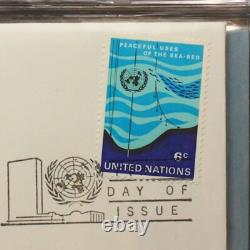 PEACEFUL USES
OF THE SEA-BED
UNITED NATIONS
6c
DAY OF
ISSUE